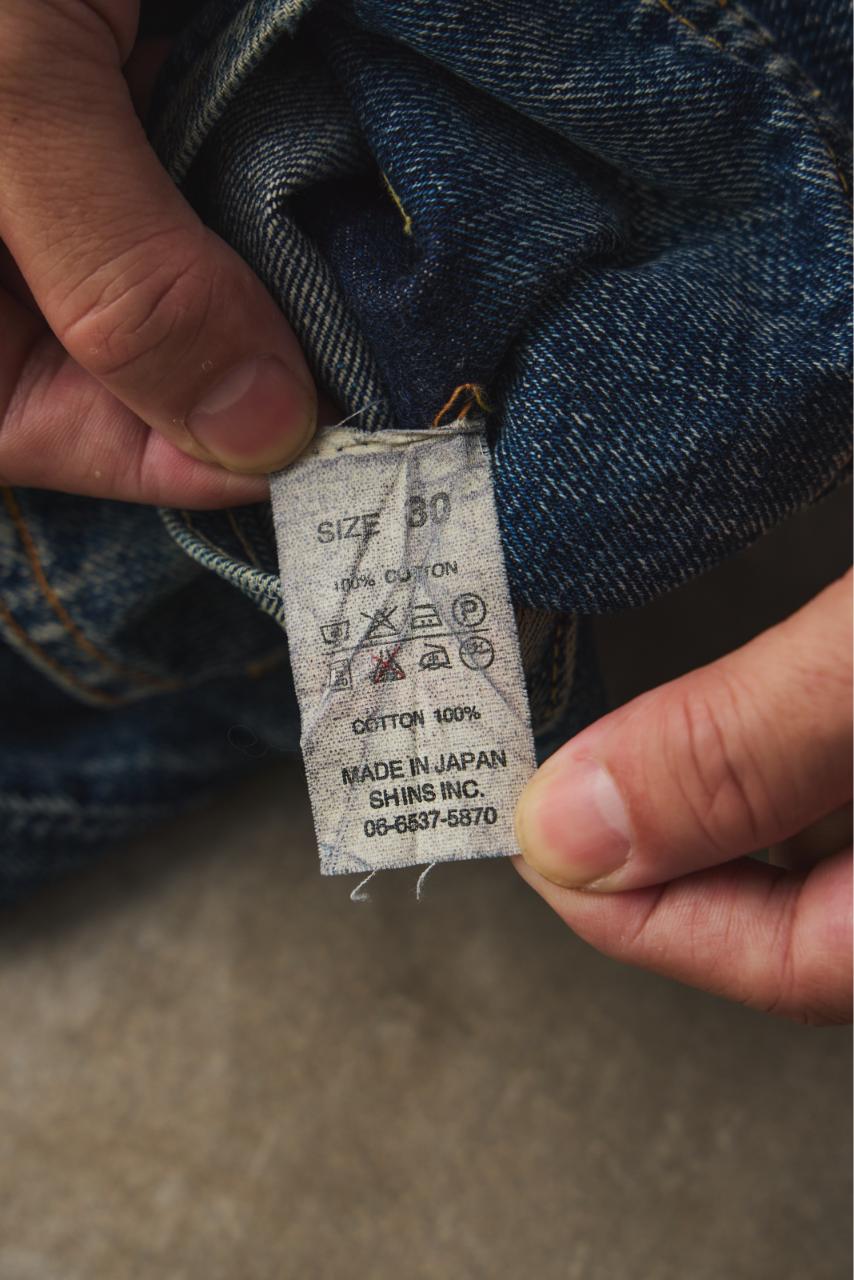 SIZE 30
100% COTTON
P
COTTON 100%
MADE IN JAPAN
SHINS INC.
06-6537-5870